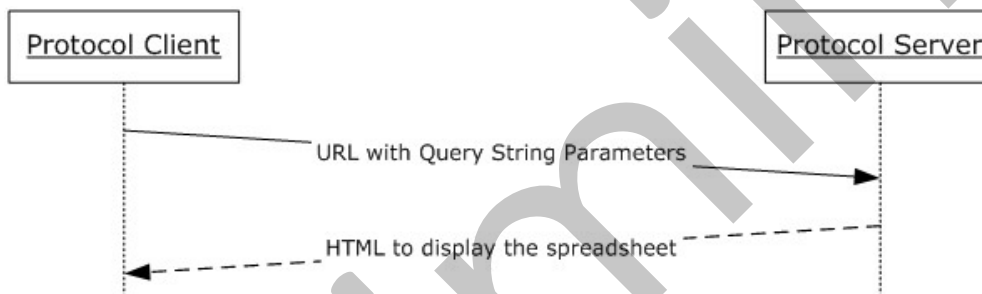 Protocol Client
Protocol Server
URL with Query String Parameters
HTML to display the spreadsheet